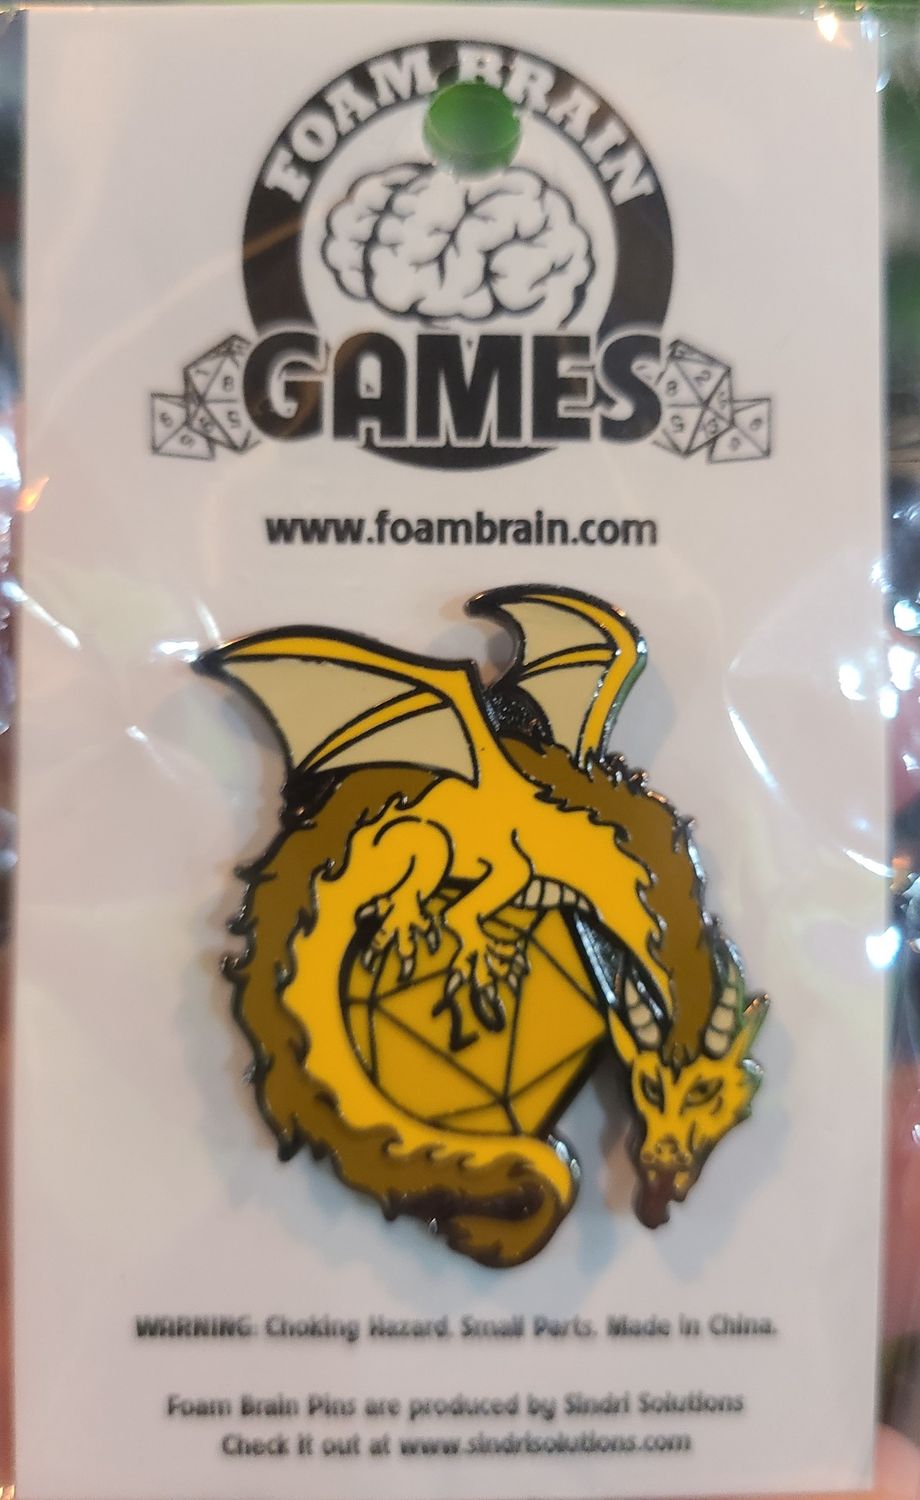 FOAM BRAIN
GAMES
www.foambrain.com
20
WARNING: Choking Hazard. Small Parts. Made in China.
Foam Brain Pins are produced by Sindri Solutions
Check it out at www.sindrisolutions.com